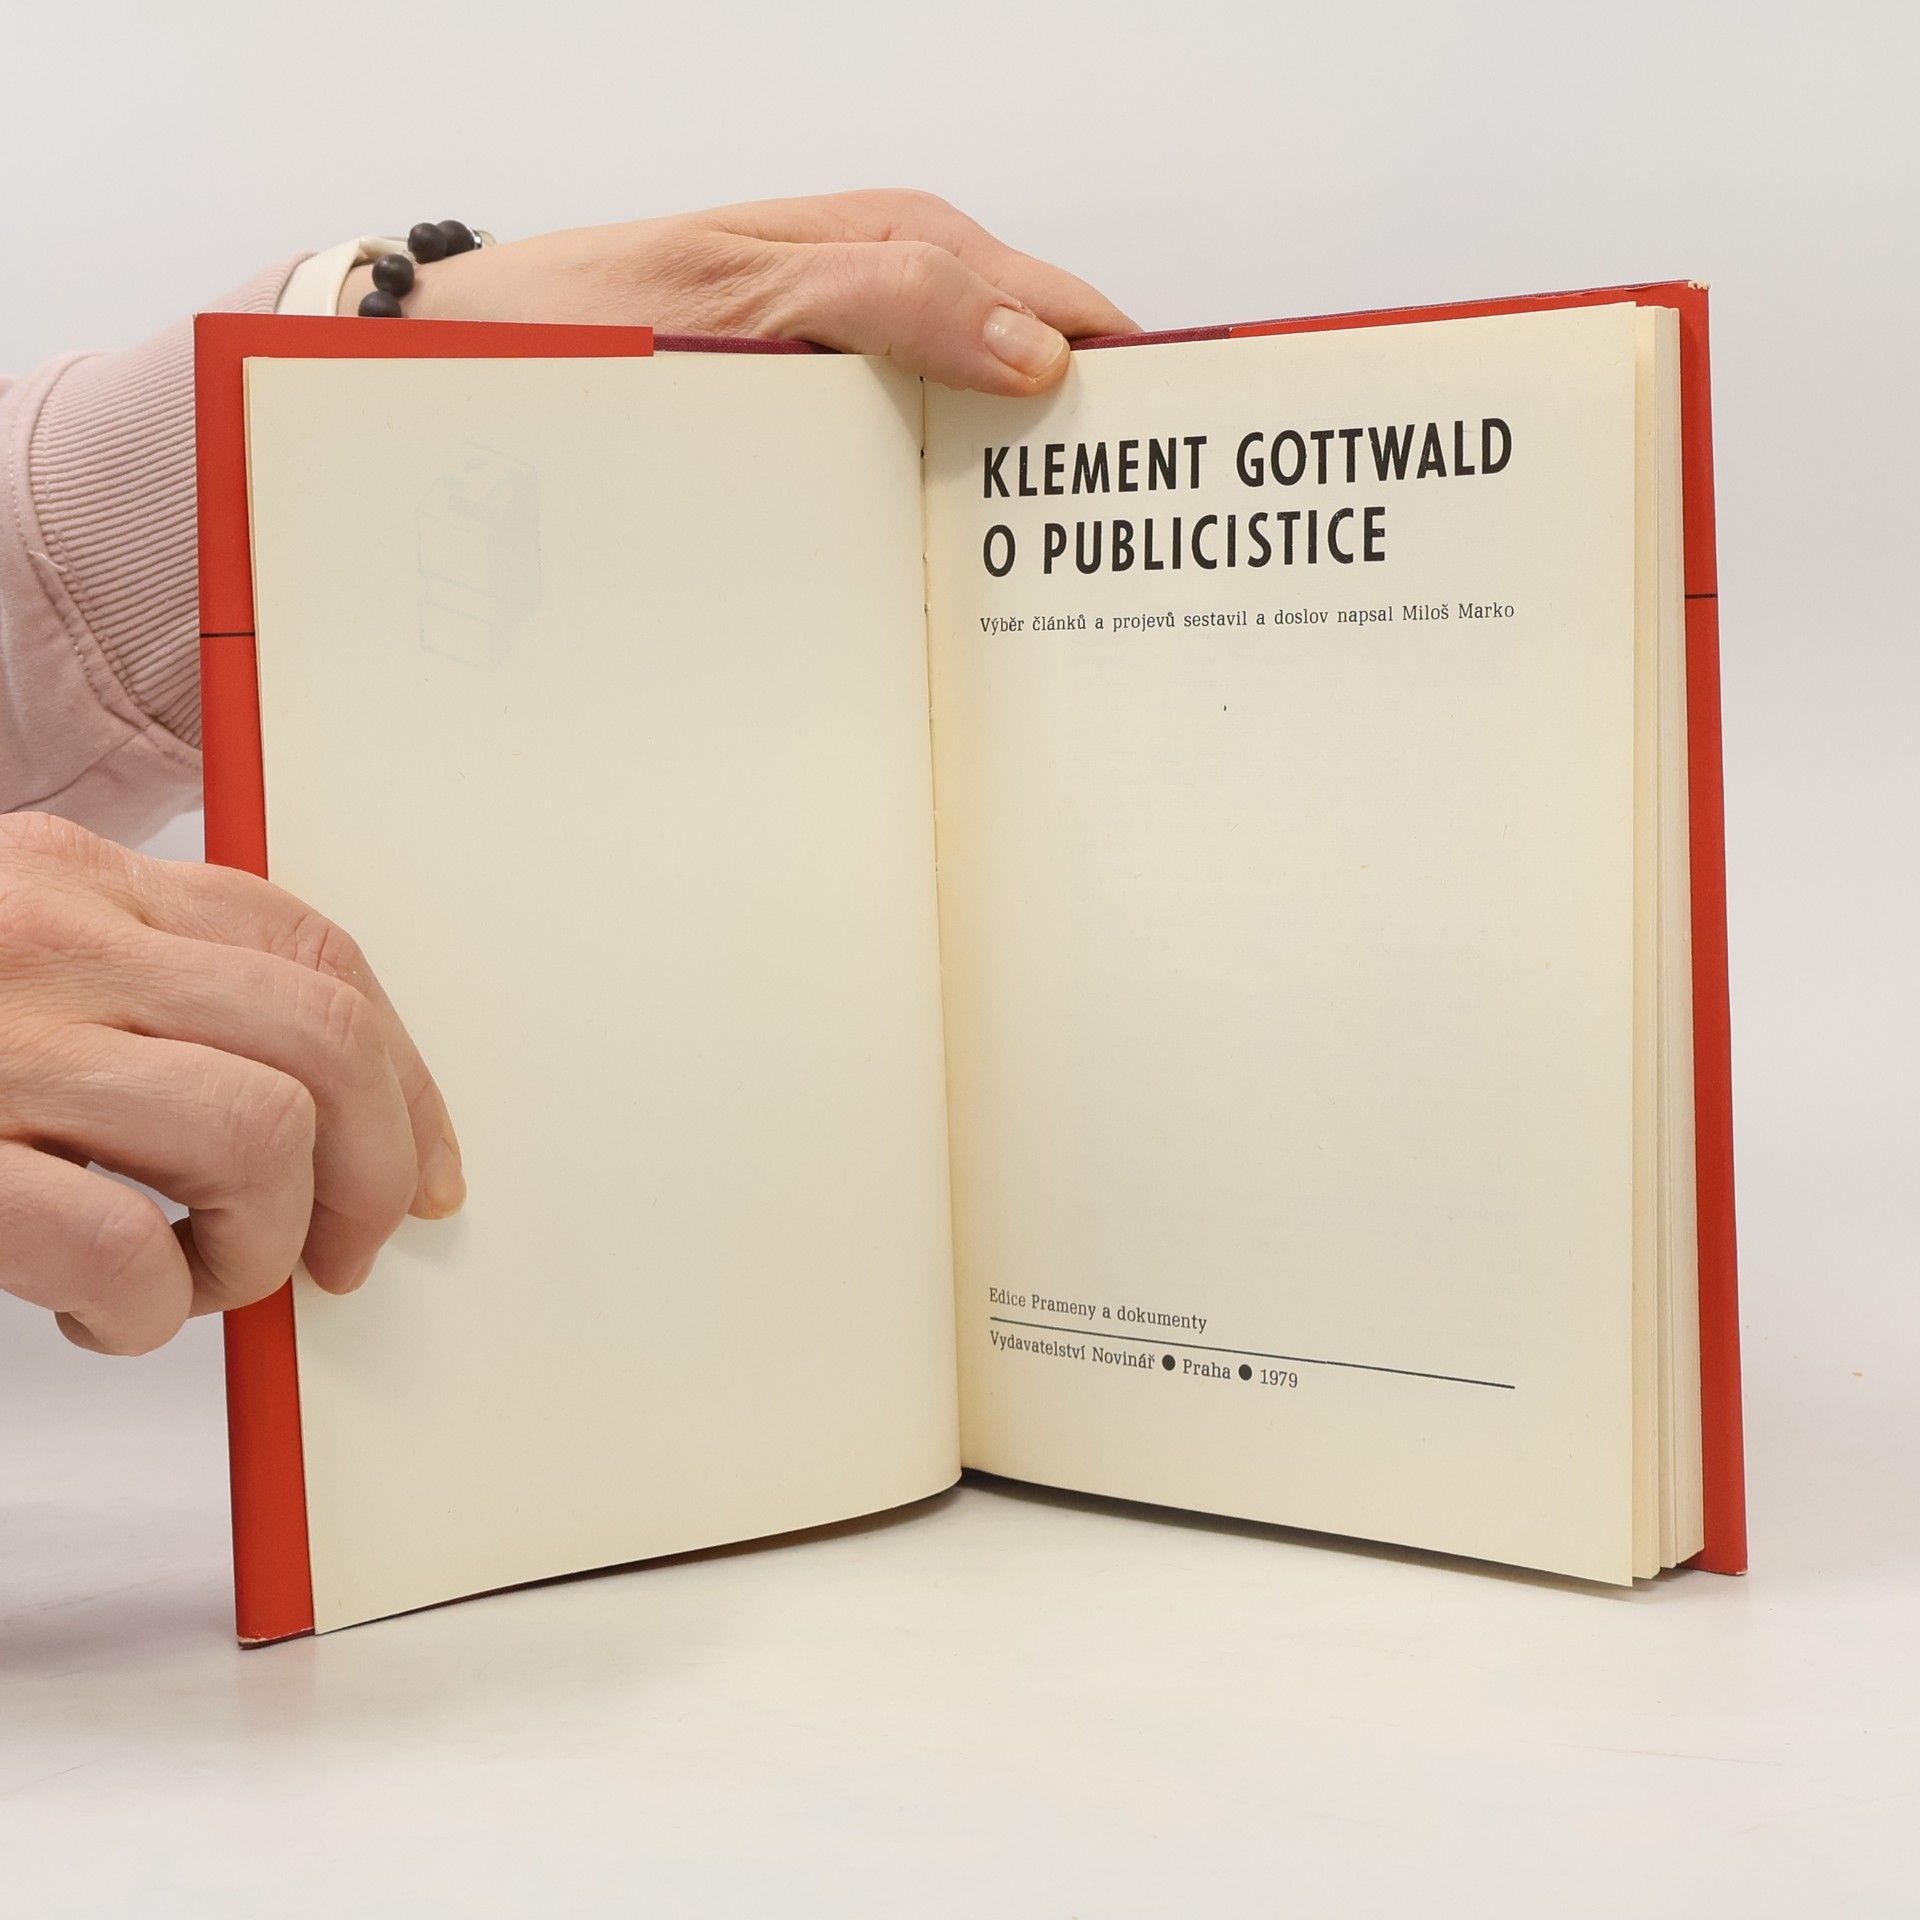 KLEMENT GOTTWALD
O PUBLICISTICE
Výběr článků a projevů sestavil a doslov napsal Miloš Marko
Edice Prameny a dokumenty
Vydavatelství Novinář ● Praha ● 1979